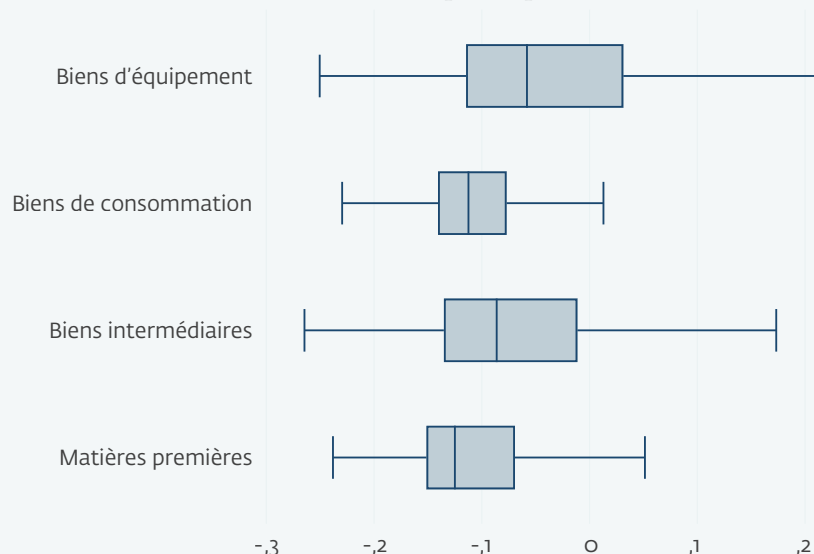 Biens d'équipement
Biens de consommation
Biens intermédiaires
Matières premières
-,3 -,2 -,1 0 ,1 ,2